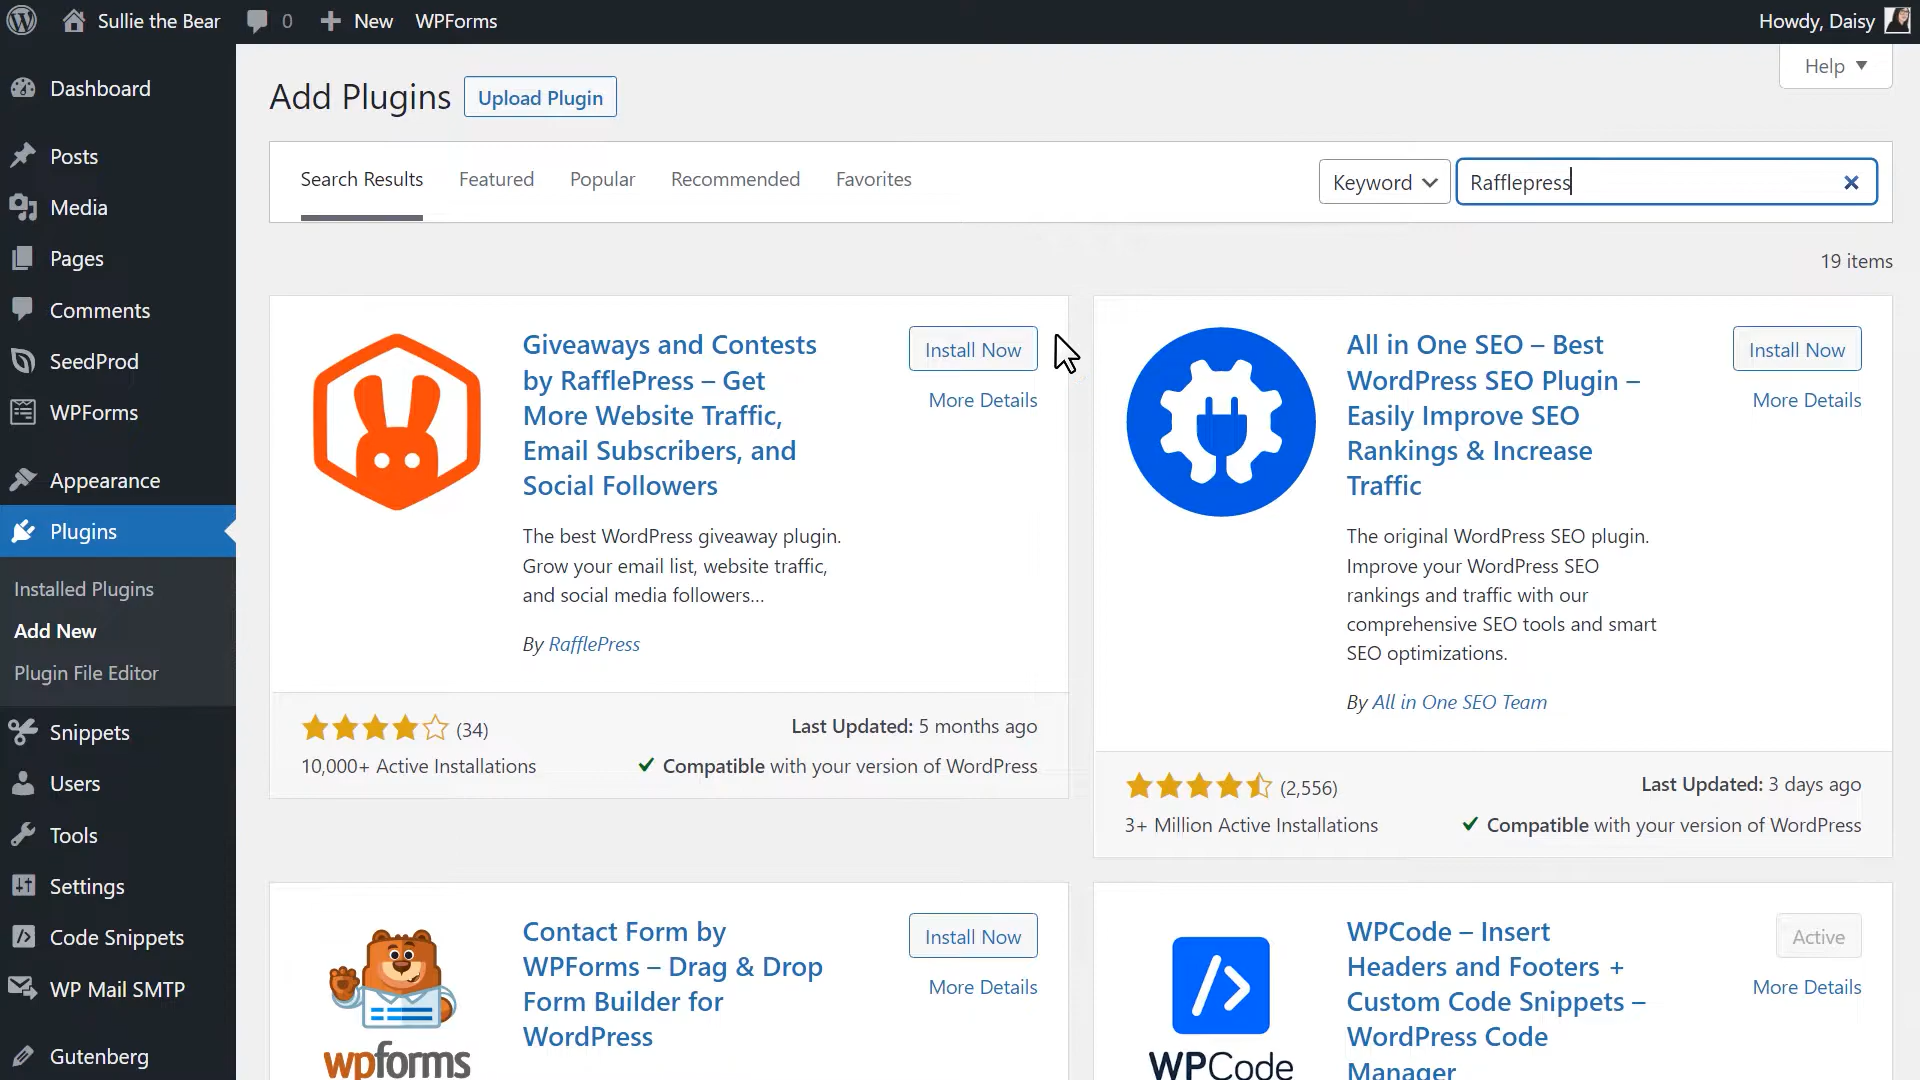 Sullie the Bear
0
New
WPForms
Howdy, Daisy
Dashboard
Posts
Media
Pages
Comments
SeedProd
WPForms
Appearance
Plugins
Installed Plugins
Add New
Plugin File Editor
Snippets
Users
Tools
Settings
Code Snippets
WP Mail SMTP
Gutenberg
Help
Add Plugins
Upload Plugin
Search Results
Featured
Popular
Recommended
Favorites
Keyword
Rafflepress
19 items
Giveaways and Contests
by RafflePress – Get
More Website Traffic,
Email Subscribers, and
Social Followers
Install Now
More Details
The best WordPress giveaway plugin.
Grow your email list, website traffic,
and social media followers…
By RafflePress
(34)
Last Updated: 5 months ago
10,000+ Active Installations
Compatible with your version of WordPress
All in One SEO – Best
WordPress SEO Plugin –
Easily Improve SEO
Rankings & Increase
Traffic
Install Now
More Details
The original WordPress SEO plugin.
Improve your WordPress SEO
rankings and traffic with our
comprehensive SEO tools and smart
SEO optimizations.
By All in One SEO Team
(2,556)
Last Updated: 3 days ago
3+ Million Active Installations
Compatible with your version of WordPress
wpforms
Contact Form by
WPForms – Drag & Drop
Form Builder for
WordPress
Install Now
More Details
WPCode
WPCode – Insert
Headers and Footers +
Custom Code Snippets –
WordPress Code
Manager
Active
More Details